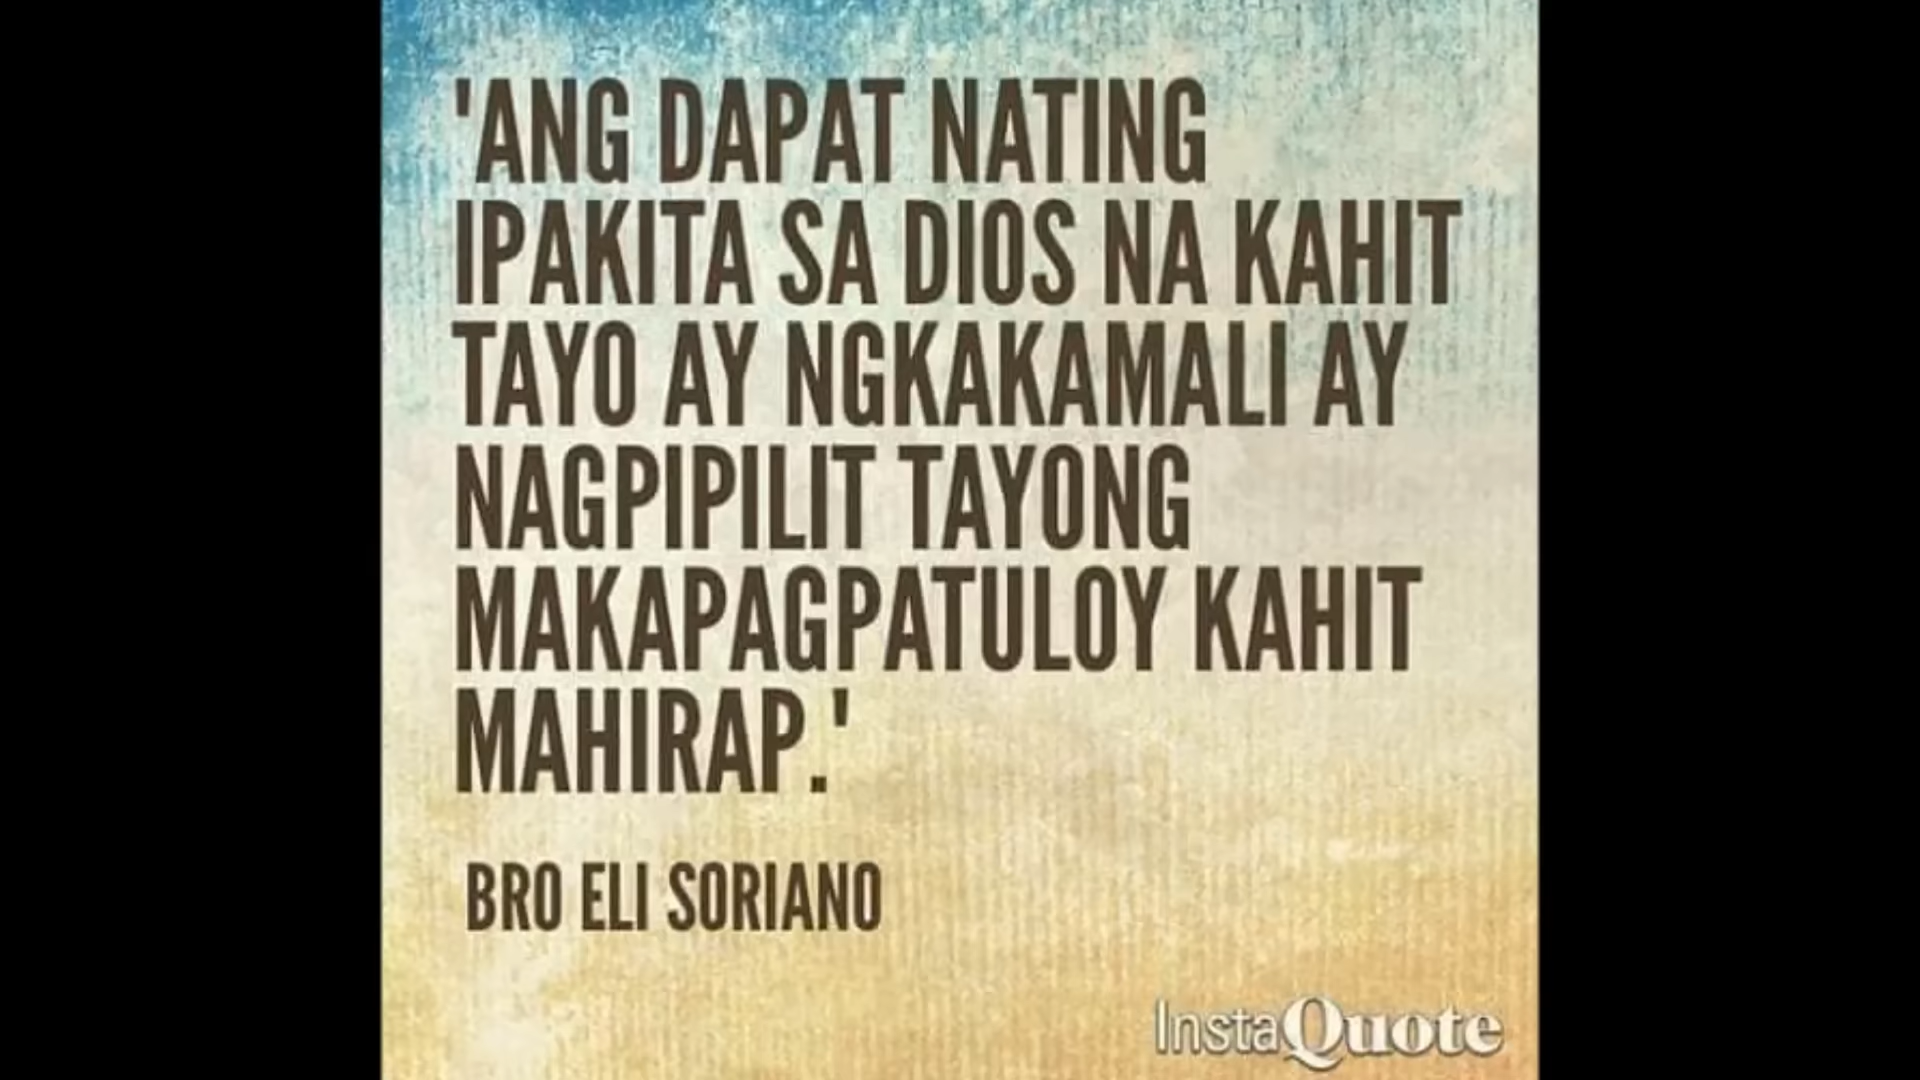 'ANG DAPAT NATING
IPAKITA SA DIOS NA KAHIT
TAYO AY NGKAKAMALI AY
NAGPIPILIT TAYONG
MAKAPAGPATULOY KAHIT
MAHIRAP.'
BRO ELI SORIANO
InstaQuote